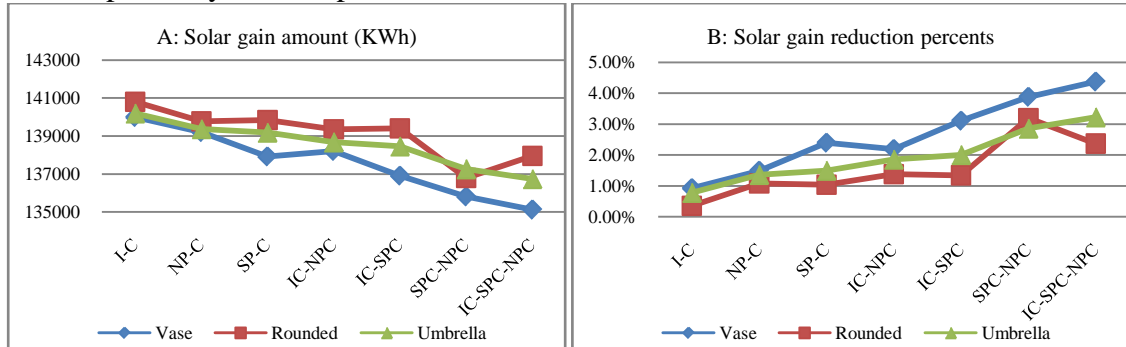 A: Solar gain amount (KWh)
143000
141000
139000
137000
135000
I-C
NP-C
SP-C
IC-NPC
IC-SPC
SPC-NPC
IC-SPC-NPC
Vase Rounded Umbrella
B: Solar gain reduction percents
5.00%
4.00%
3.00%
2.00%
1.00%
0.00%
I-C
NP-C
SP-C
IC-NPC
IC-SPC
SPC-NPC
IC-SPC-NPC
Vase Rounded Umbrella